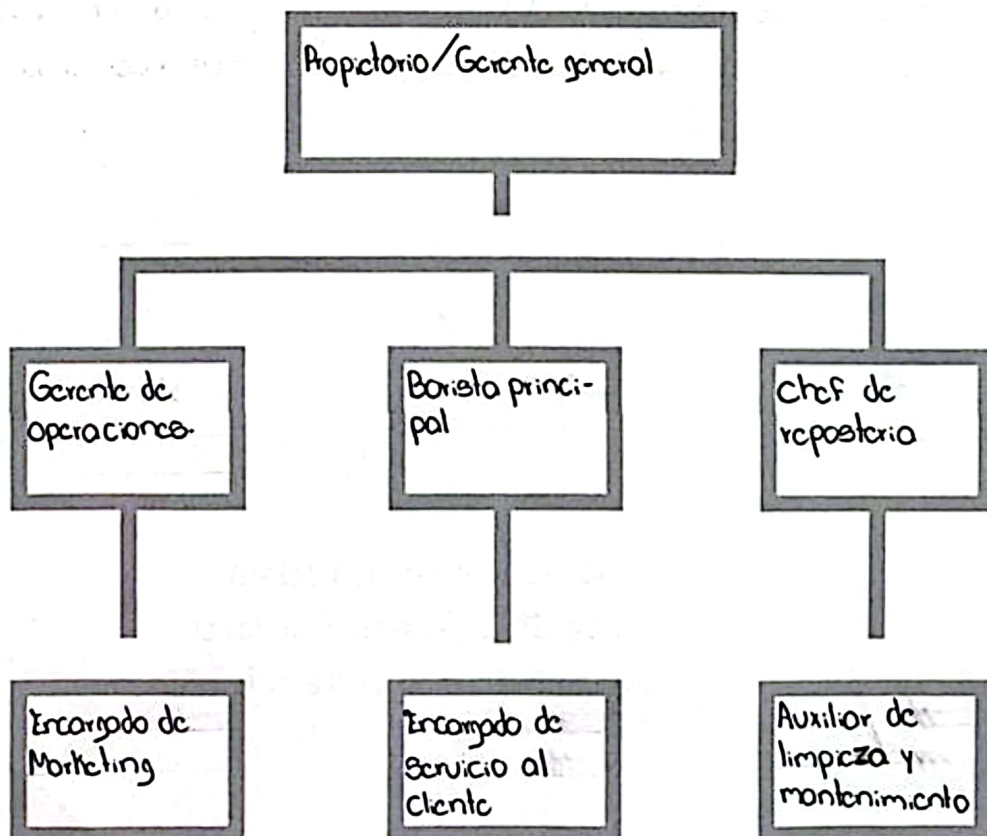 Propietario/Gerente general
Gerente de
operaciones.
Barista princi-
pal
Chef de
reposteria
Encargado de
Marketing
Encargado de
Servicio al
Cliente
Auxiliar de
limpieza y
mantenimiento